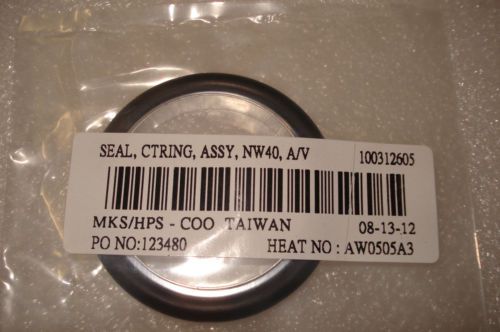 SEAL, CTRING, ASSY, NW40, A/V 100312605
MKS/HPS - COO TAIWAN 08-13-12
PO NO:123480 HEAT NO : AW0505A3